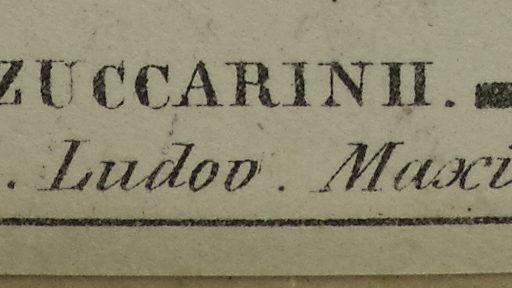 ZUCCARINII.
. Ludov. Maxi